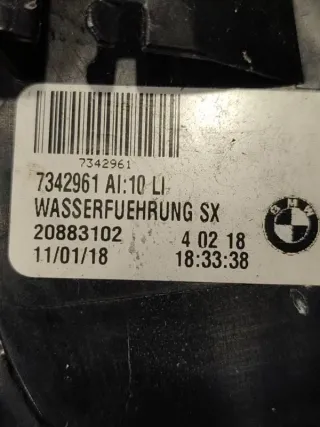 7342961
7342961 AI:10 LI
WASSERFUEHRUNG SX
20883102 4 02 18
11/01/18 18:33:38
BMW